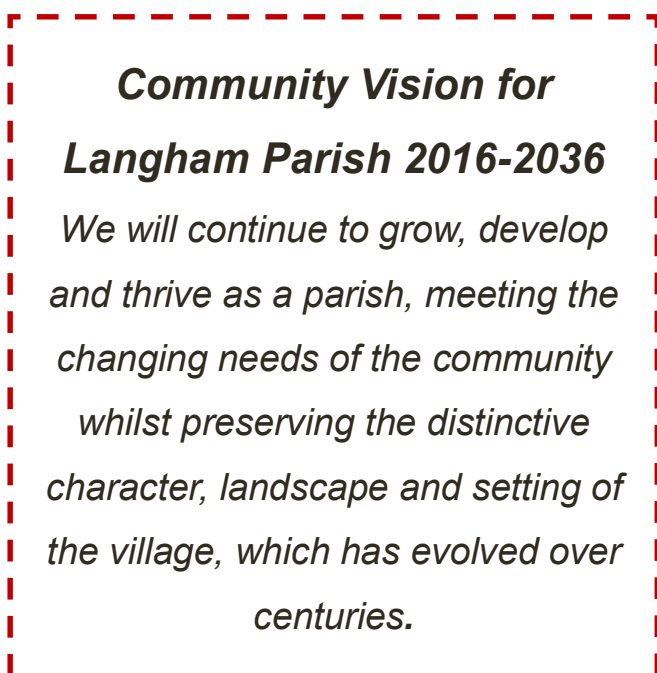 Community Vision for
Langham Parish 2016-2036
We will continue to grow, develop
and thrive as a parish, meeting the
changing needs of the community
whilst preserving the distinctive
character, landscape and setting of
the village, which has evolved over
centuries.